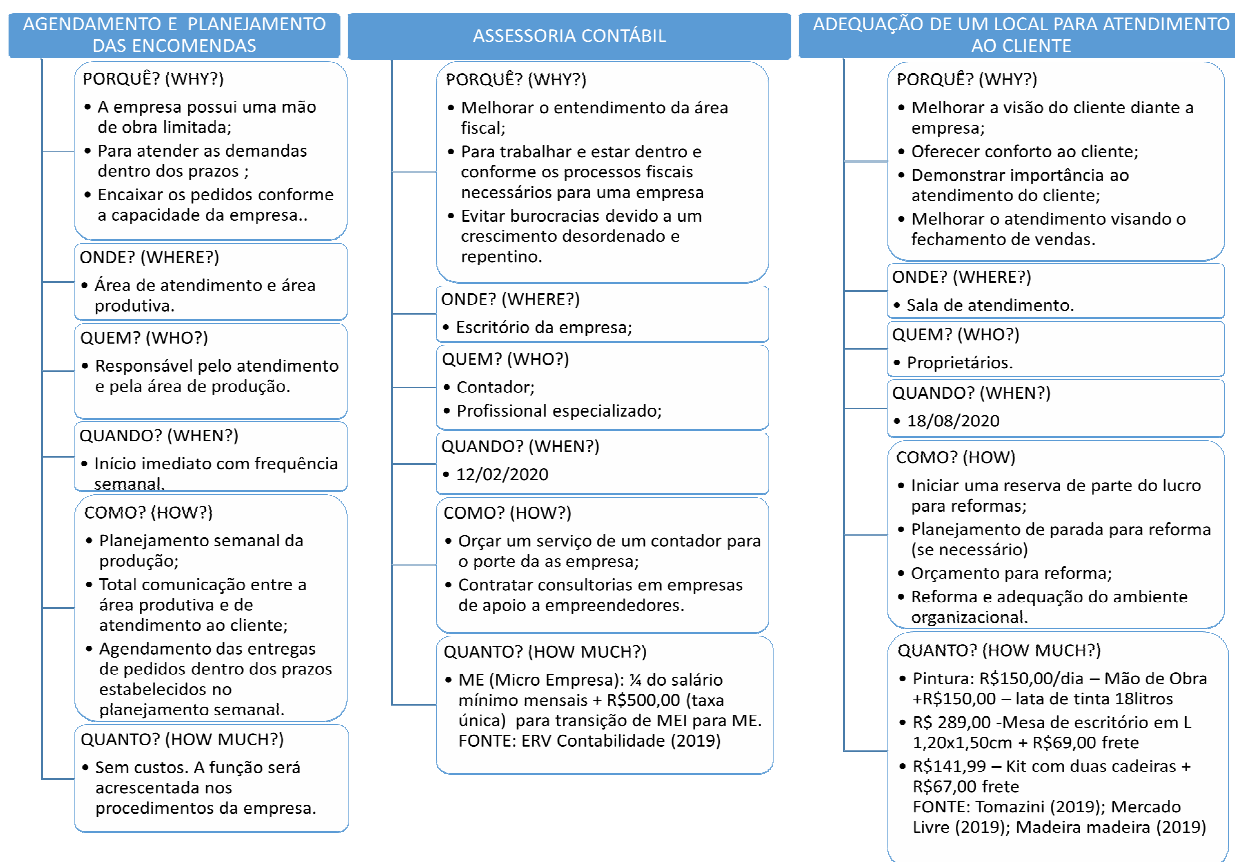 AGENDAMENTO E PLANEJAMENTO
DAS ENCOMENDAS
PORQUÊ? (WHY?)
• A empresa possui uma mão
de obra limitada;
• Para atender as demandas
dentro dos prazos ;
• Encaixar os pedidos conforme
a capacidade da empresa..
ONDE? (WHERE?)
• Área de atendimento e área
produtiva.
QUEM? (WHO?)
• Responsável pelo atendimento
e pela área de produção.
QUANDO? (WHEN?)
• Início imediato com frequência
semanal.
COMO? (HOW?)
• Planejamento semanal da
produção;
• Total comunicação entre a
área produtiva e de
atendimento ao cliente;
• Agendamento das entregas
de pedidos dentro dos prazos
estabelecidos no
planejamento semanal.
QUANTO? (HOW MUCH?)
• Sem custos. A função será
acrescentada nos
procedimentos da empresa.
ASSESSORIA CONTÁBIL
PORQUÊ? (WHY?)
• Melhorar o entendimento da área
fiscal;
• Para trabalhar e estar dentro e
conforme os processos fiscais
necessários para uma empresa
• Evitar burocracias devido a um
crescimento desordenado e
repentino.
ONDE? (WHERE?)
• Escritório da empresa;
QUEM? (WHO?)
• Contador;
• Profissional especializado;
QUANDO? (WHEN?)
• 12/02/2020
COMO? (HOW?)
• Orçar um serviço de um contador para
o porte da as empresa;
• Contratar consultorias em empresas
de apoio a empreendedores.
QUANTO? (HOW MUCH?)
• ME (Micro Empresa): ¼ do salário
mínimo mensais + R$500,00 (taxa
única) para transição de MEI para ME.
FONTE: ERV Contabilidade (2019)
ADEQUAÇÃO DE UM LOCAL PARA ATENDIMENTO
AO CLIENTE
PORQUÊ? (WHY?)
• Melhorar a visão do cliente diante a
empresa;
• Oferecer conforto ao cliente;
• Demonstrar importância ao
atendimento do cliente;
• Melhorar o atendimento visando o
fechamento de vendas.
ONDE? (WHERE?)
• Sala de atendimento.
QUEM? (WHO?)
• Proprietários.
QUANDO? (WHEN?)
• 18/08/2020
COMO? (HOW)
• Iniciar uma reserva de parte do lucro
para reformas;
• Planejamento de parada para reforma
(se necessário)
• Orçamento para reforma;
• Reforma e adequação do ambiente
organizacional.
QUANTO? (HOW MUCH?)
• Pintura: R$150,00/dia – Mão de Obra
+R$150,00 – lata de tinta 18litros
• R$ 289,00 -Mesa de escritório em L
1,20x1,50cm + R$69,00 frete
• R$141,99 – Kit com duas cadeiras +
R$67,00 frete
FONTE: Tomazini (2019); Mercado
Livre (2019); Madeira madeira (2019)